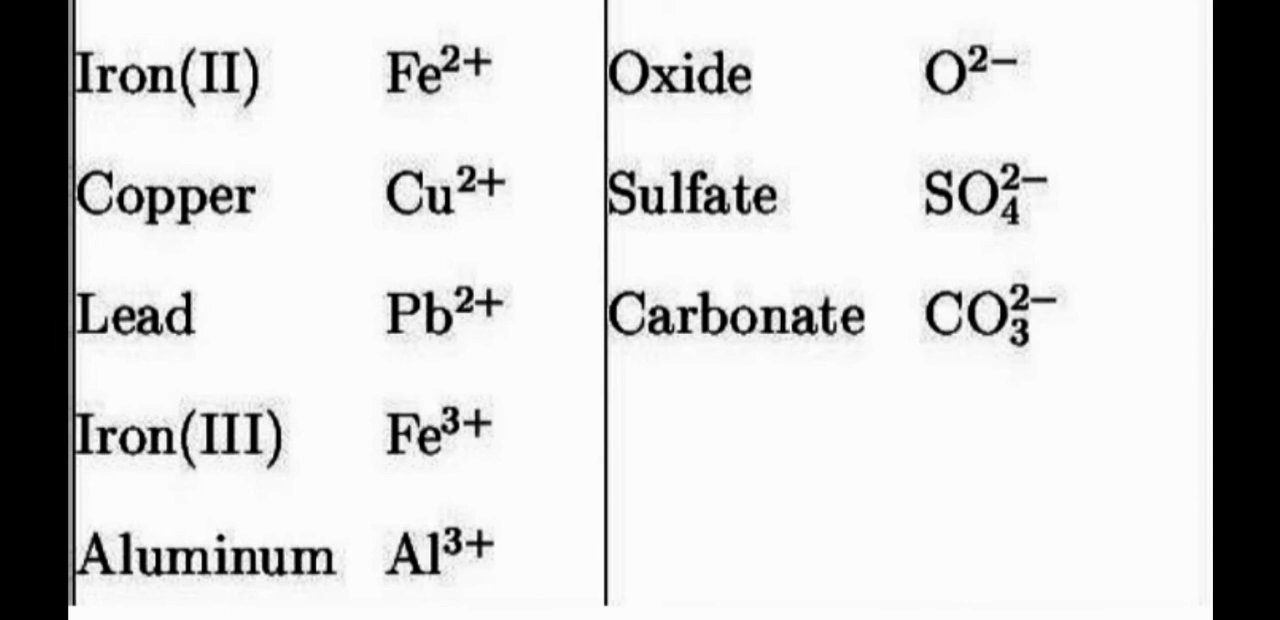 Iron(II) Fe²⁺ Oxide O²⁻
Copper Cu²⁺ Sulfate SO₄²⁻
Lead Pb²⁺ Carbonate CO₃²⁻
Iron(III) Fe³⁺
Aluminum Al³⁺